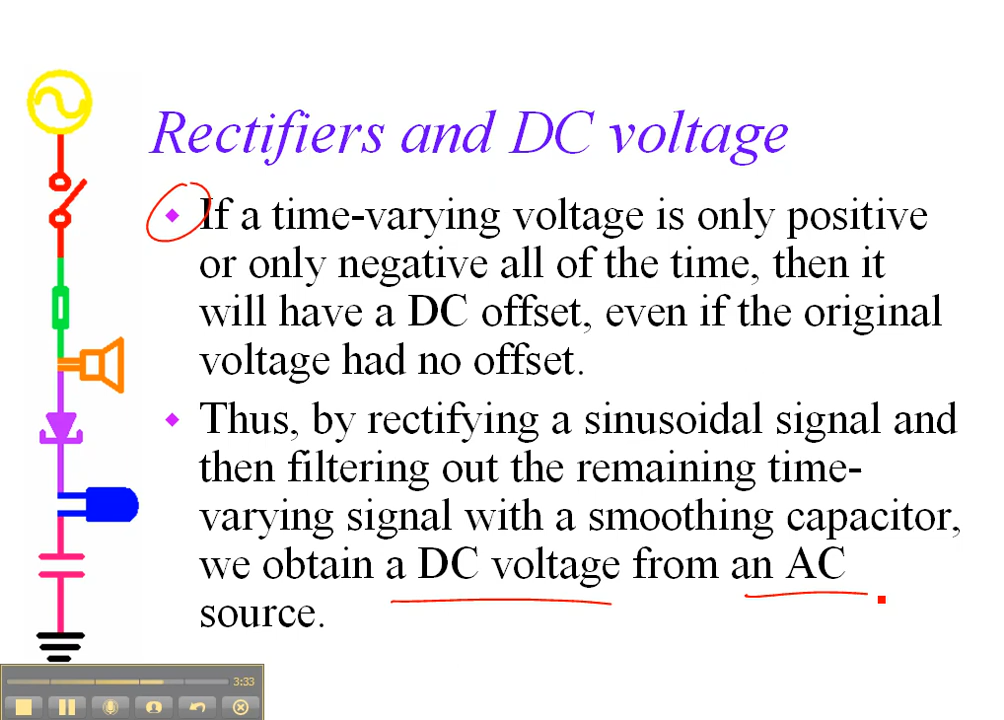 Rectifiers and DC voltage
If a time-varying voltage is only positive
or only negative all of the time, then it
will have a DC offset, even if the original
voltage had no offset.
Thus, by rectifying a sinusoidal signal and
then filtering out the remaining time-
varying signal with a smoothing capacitor,
we obtain a DC voltage from an AC
source.
3:33